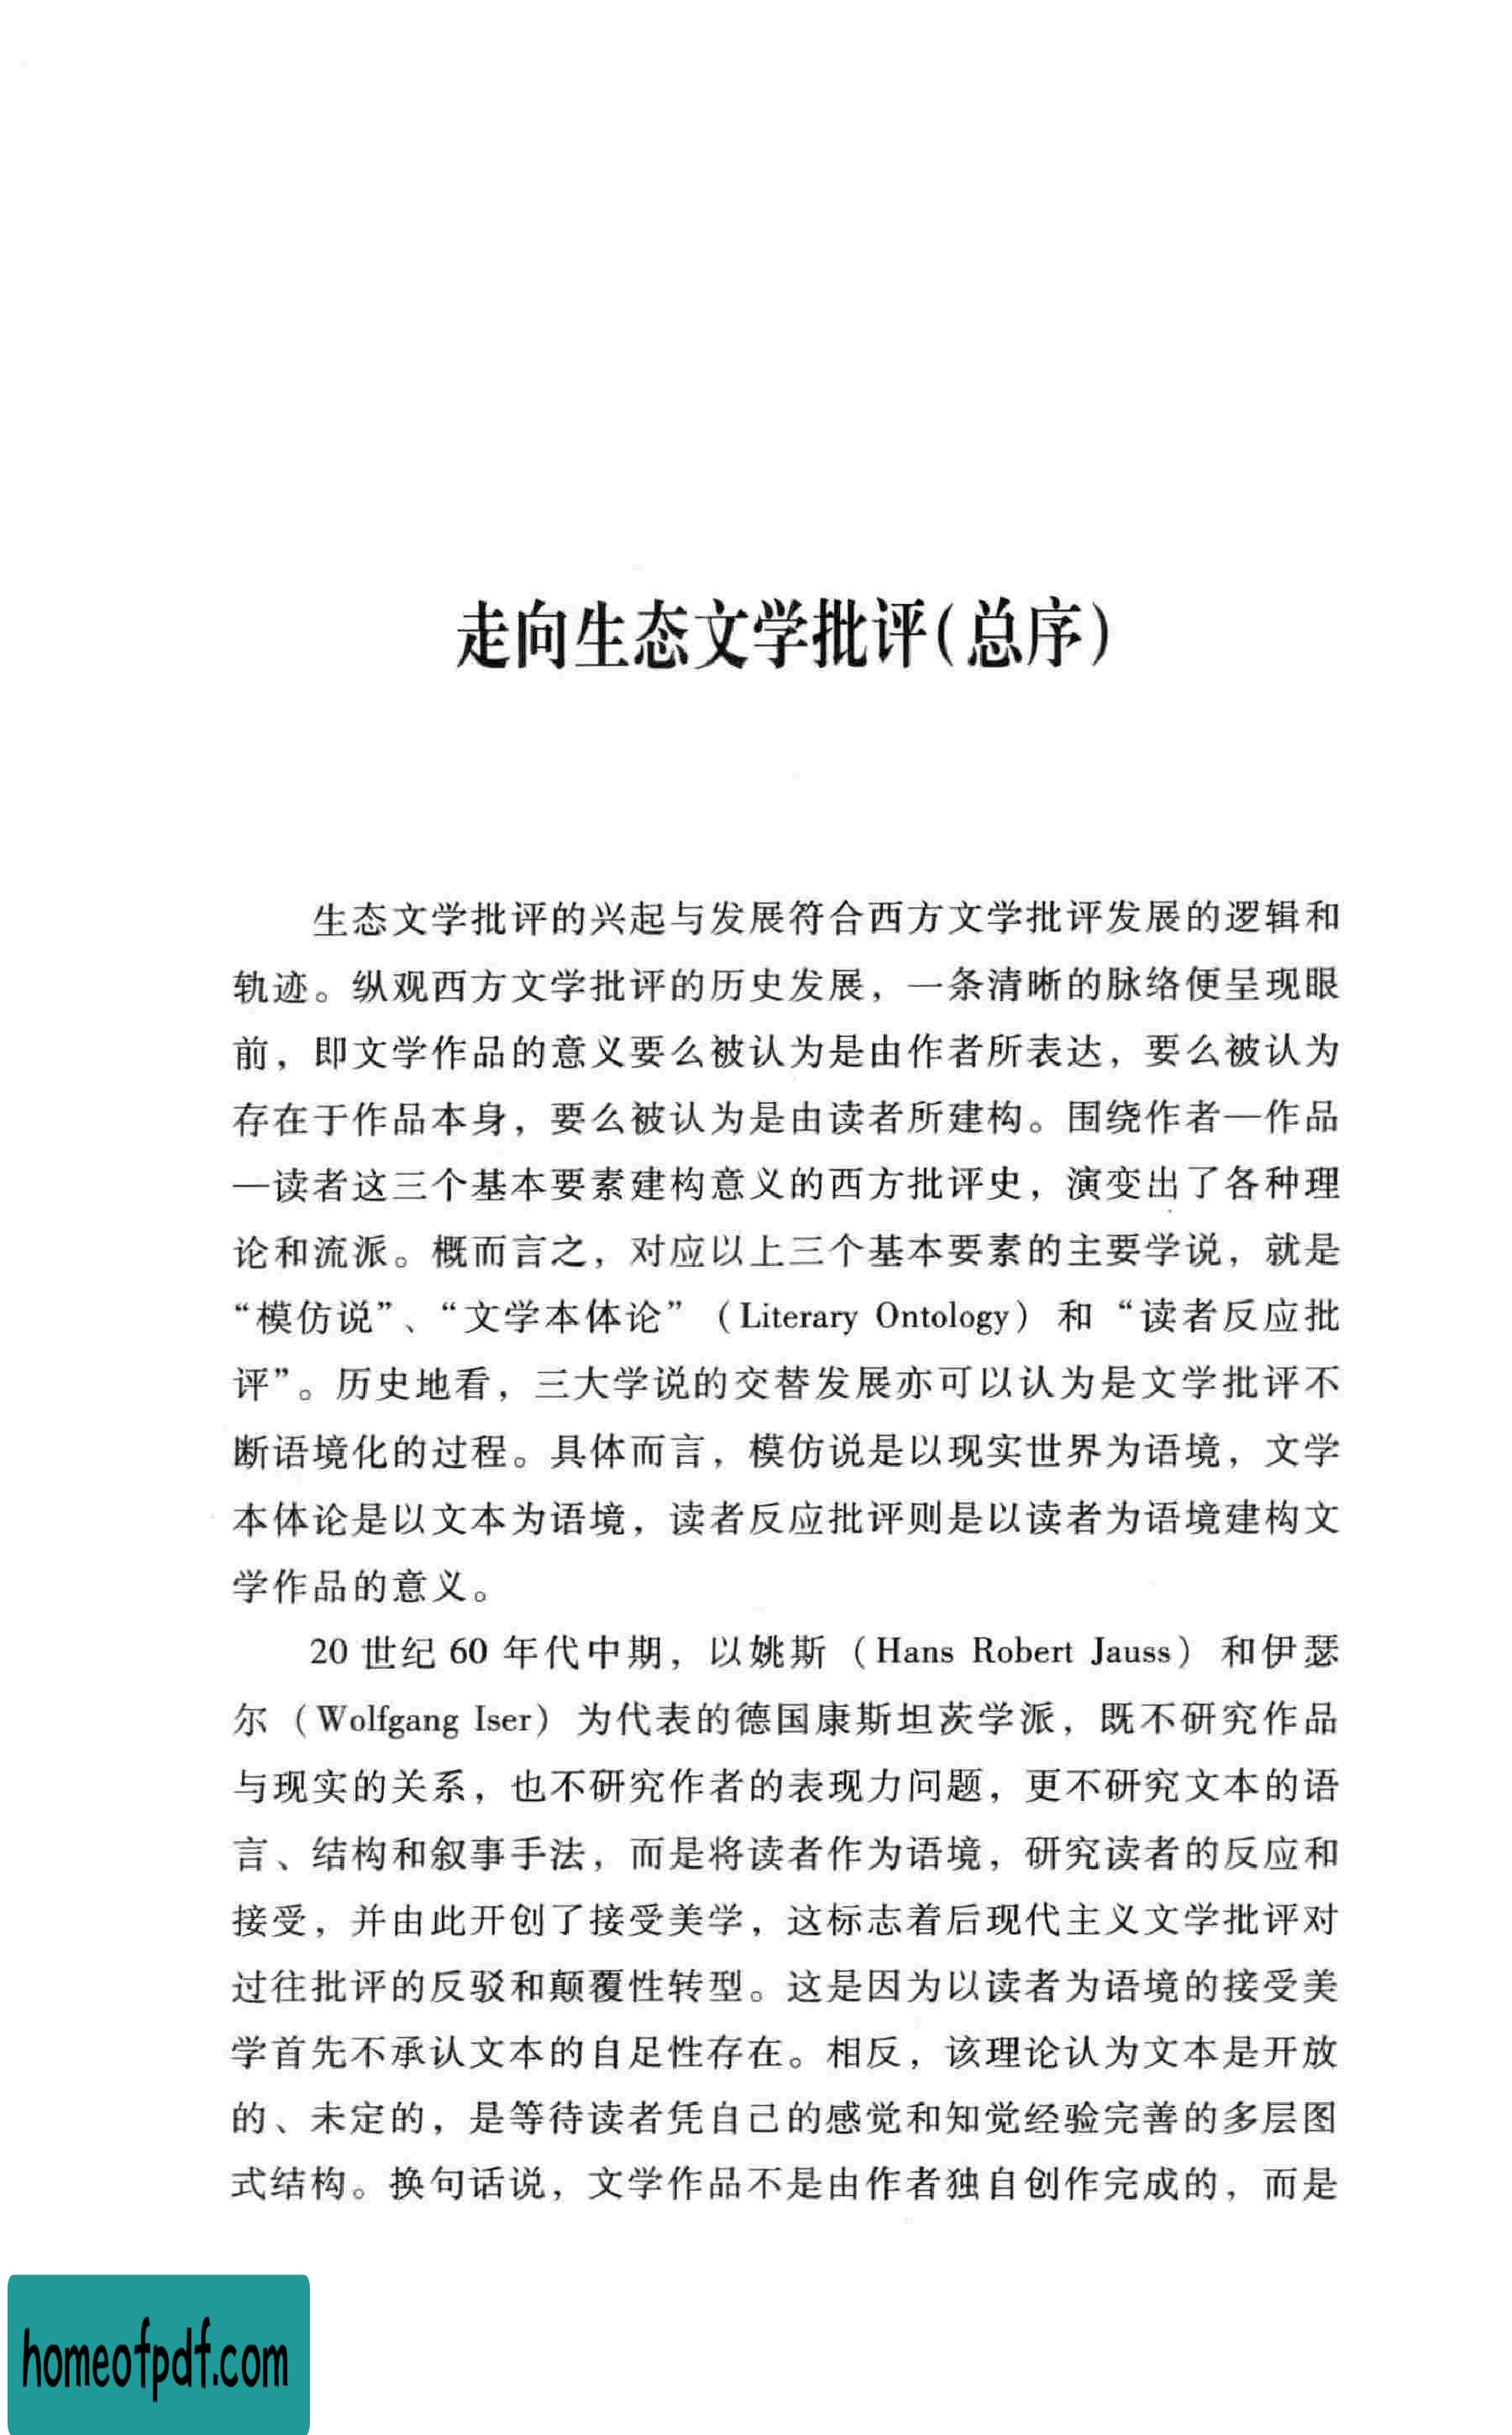 走向生态文学批评(总序)
生态文学批评的兴起与发展符合西方文学批评发展的逻辑和
轨迹。纵观西方文学批评的历史发展，一条清晰的脉络便呈现眼
前，即文学作品的意义要么被认为是由作者所表达，要么被认为
存在于作品本身，要么被认为是由读者所建构。围绕作者—作品
—读者这三个基本要素建构意义的西方批评史，演变出了各种理
论和流派。概而言之，对应以上三个基本要素的主要学说，就是
“模仿说”、“文学本体论”（Literary Ontology）和“读者反应批
评”。历史地看，三大学说的交替发展亦可以认为是文学批评不
断语境化的过程。具体而言，模仿说是以现实世界为语境，文学
本体论是以文本为语境，读者反应批评则是以读者为语境建构文
学作品的意义。
20 世纪 60 年代中期，以姚斯（Hans Robert Jauss）和伊瑟
尔（Wolfgang Iser）为代表的德国康斯坦茨学派，既不研究作品
与现实的关系，也不研究作者的表现力问题，更不研究文本的语
言、结构和叙事手法，而是将读者作为语境，研究读者的反应和
接受，并由此开创了接受美学，这标志着后现代主义文学批评对
过往批评的反驳和颠覆性转型。这是因为以读者为语境的接受美
学首先不承认文本的自足性存在。相反，该理论认为文本是开放
的、未定的，是等待读者凭自己的感觉和知觉经验完善的多层图
式结构。换句话说，文学作品不是由作者独自创作完成的，而是
homeofpdf.com